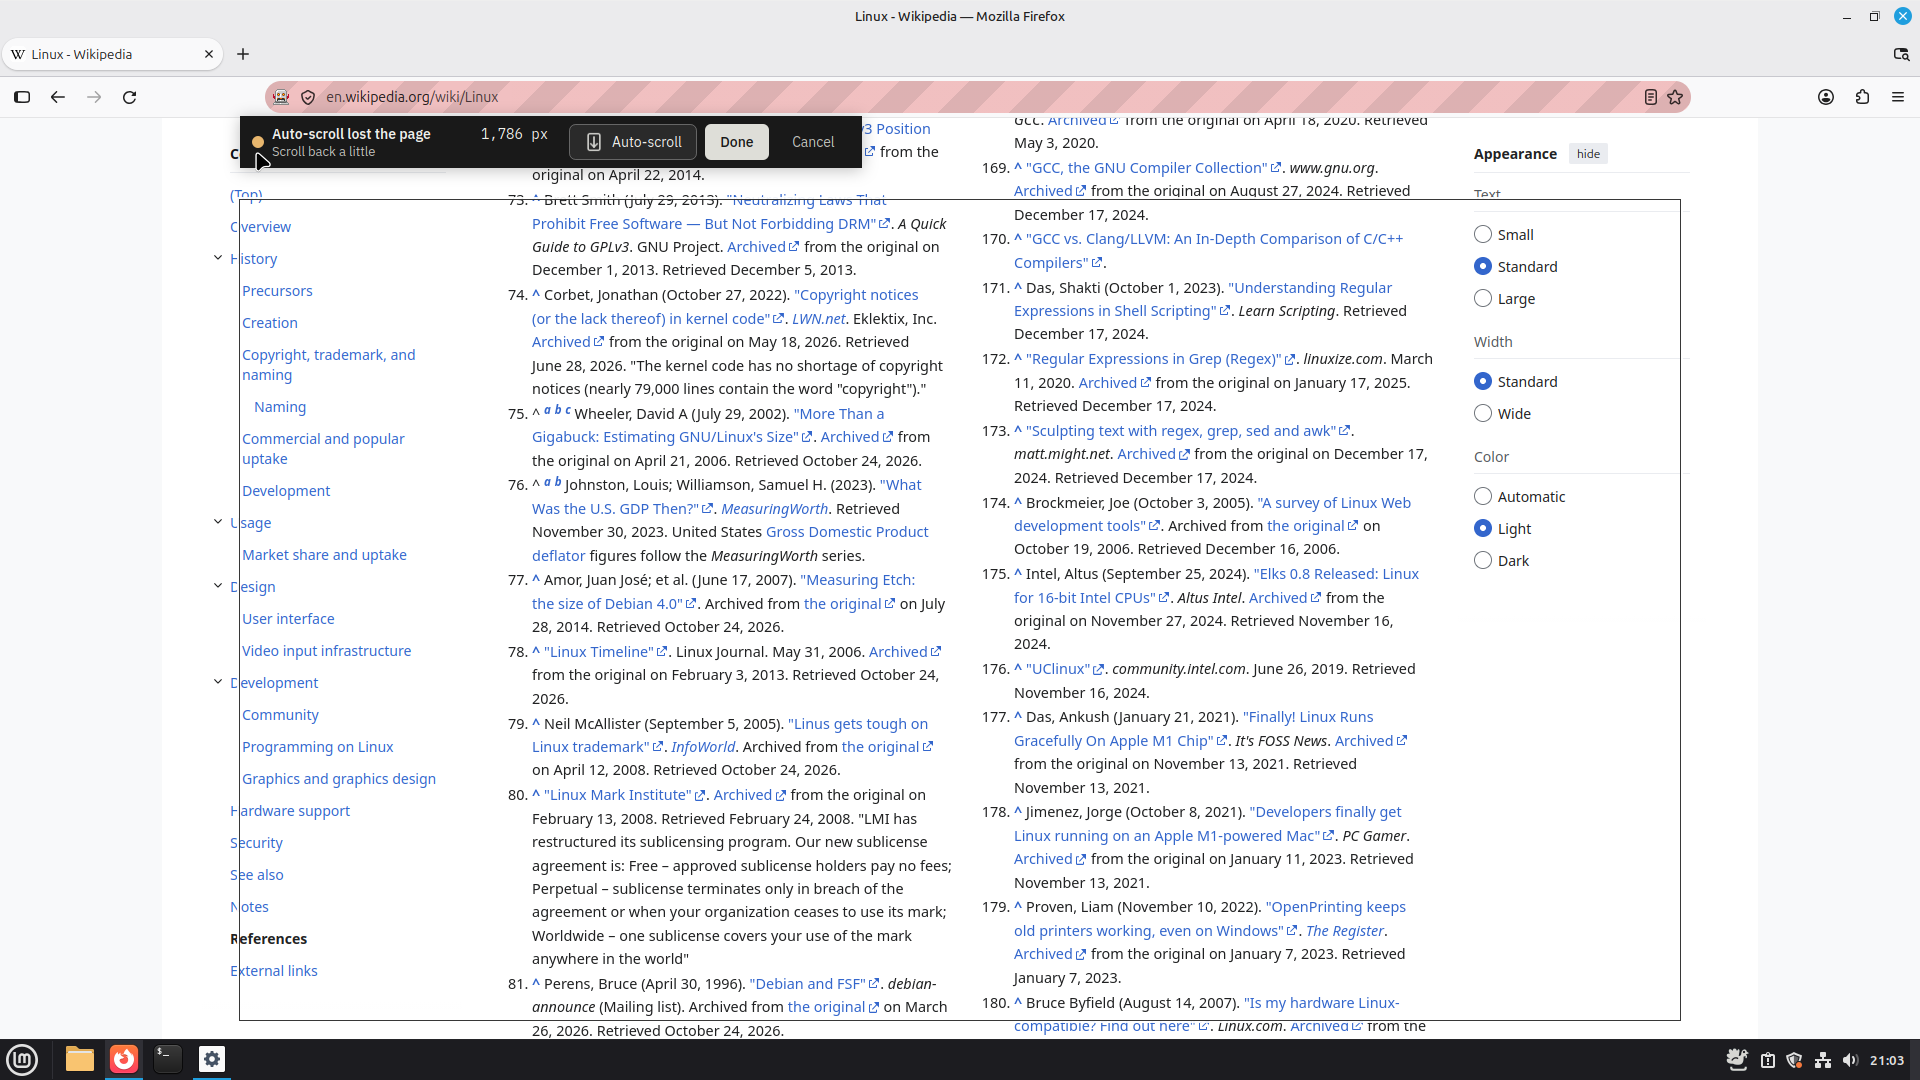 Linux - Wikipedia — Mozilla Firefox
W Linux - Wikipedia
en.wikipedia.org/wiki/Linux
Auto-scroll lost the page
Scroll back a little
1,786 px
Auto-scroll
Done
Cancel
(Top)
Overview
History
Precursors
Creation
Copyright, trademark, and
naming
Naming
Commercial and popular
uptake
Development
Usage
Market share and uptake
Design
User interface
Video input infrastructure
Development
Community
Programming on Linux
Graphics and graphics design
Hardware support
Security
See also
Notes
References
External links
v3 Position
from the
original on April 22, 2014.
73. ^ Brett Smith (July 29, 2013). "Neutralizing Laws That
Prohibit Free Software — But Not Forbidding DRM". A Quick
Guide to GPLv3. GNU Project. Archived from the original on
December 1, 2013. Retrieved December 5, 2013.
74. ^ Corbet, Jonathan (October 27, 2022). "Copyright notices
(or the lack thereof) in kernel code". LWN.net. Eklektix, Inc.
Archived from the original on May 18, 2026. Retrieved
June 28, 2026. "The kernel code has no shortage of copyright
notices (nearly 79,000 lines contain the word "copyright")."
75. ^ a b c Wheeler, David A (July 29, 2002). "More Than a
Gigabuck: Estimating GNU/Linux's Size". Archived from
the original on April 21, 2006. Retrieved October 24, 2026.
76. ^ a b Johnston, Louis; Williamson, Samuel H. (2023). "What
Was the U.S. GDP Then?". MeasuringWorth. Retrieved
November 30, 2023. United States Gross Domestic Product
deflator figures follow the MeasuringWorth series.
77. ^ Amor, Juan José; et al. (June 17, 2007). "Measuring Etch:
the size of Debian 4.0". Archived from the original on July
28, 2014. Retrieved October 24, 2026.
78. ^ "Linux Timeline". Linux Journal. May 31, 2006. Archived
from the original on February 3, 2013. Retrieved October 24,
2026.
79. ^ Neil McAllister (September 5, 2005). "Linus gets tough on
Linux trademark". InfoWorld. Archived from the original
on April 12, 2008. Retrieved October 24, 2026.
80. ^ "Linux Mark Institute". Archived from the original on
February 13, 2008. Retrieved February 24, 2008. "LMI has
restructured its sublicensing program. Our new sublicense
agreement is: Free – approved sublicense holders pay no fees;
Perpetual – sublicense terminates only in breach of the
agreement or when your organization ceases to use its mark;
Worldwide – one sublicense covers your use of the mark
anywhere in the world"
81. ^ Perens, Bruce (April 30, 1996). "Debian and FSF". debian-
announce (Mailing list). Archived from the original on March
26, 2026. Retrieved October 24, 2026.
GCC. Archived from the original on April 18, 2020. Retrieved
May 3, 2020.
169. ^ "GCC, the GNU Compiler Collection". www.gnu.org.
Archived from the original on August 27, 2024. Retrieved
December 17, 2024.
170. ^ "GCC vs. Clang/LLVM: An In-Depth Comparison of C/C++
Compilers".
171. ^ Das, Shakti (October 1, 2023). "Understanding Regular
Expressions in Shell Scripting". Learn Scripting. Retrieved
December 17, 2024.
172. ^ "Regular Expressions in Grep (Regex)". linuxize.com. March
11, 2020. Archived from the original on January 17, 2025.
Retrieved December 17, 2024.
173. ^ "Sculpting text with regex, grep, sed and awk".
matt.might.net. Archived from the original on December 17,
2024. Retrieved December 17, 2024.
174. ^ Brockmeier, Joe (October 3, 2005). "A survey of Linux Web
development tools". Archived from the original on
October 19, 2006. Retrieved December 16, 2006.
175. ^ Intel, Altus (September 25, 2024). "Elks 0.8 Released: Linux
for 16-bit Intel CPUs". Altus Intel. Archived from the
original on November 27, 2024. Retrieved November 16,
2024.
176. ^ "UClinux". community.intel.com. June 26, 2019. Retrieved
November 16, 2024.
177. ^ Das, Ankush (January 21, 2021). "Finally! Linux Runs
Gracefully On Apple M1 Chip". It's FOSS News. Archived
from the original on November 13, 2021. Retrieved
November 13, 2021.
178. ^ Jimenez, Jorge (October 8, 2021). "Developers finally get
Linux running on an Apple M1-powered Mac". PC Gamer.
Archived from the original on January 11, 2023. Retrieved
November 13, 2021.
179. ^ Proven, Liam (November 10, 2022). "OpenPrinting keeps
old printers working, even on Windows". The Register.
Archived from the original on January 7, 2023. Retrieved
January 7, 2023.
180. ^ Bruce Byfield (August 14, 2007). "Is my hardware Linux-
compatible? Find out here". Linux.com. Archived from the
Appearance hide
Text
Small
Standard
Large
Width
Standard
Wide
Color
Automatic
Light
Dark
21:03